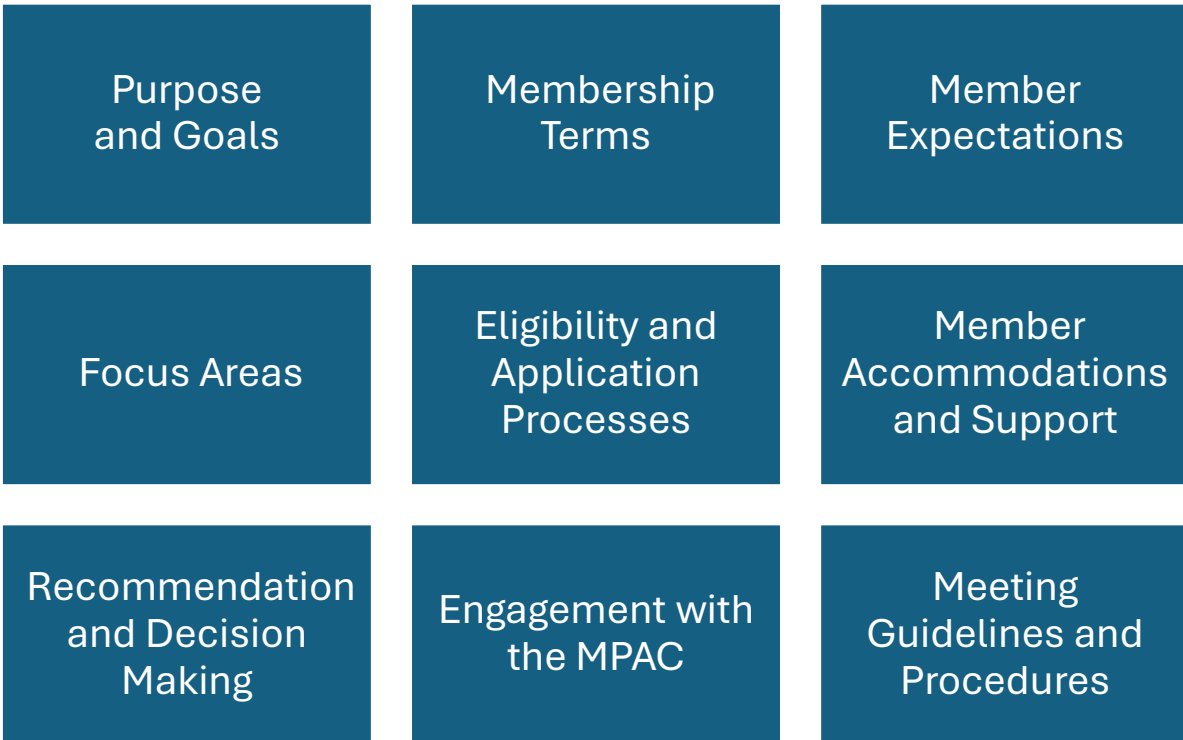 Purpose
and Goals
Membership
Terms
Member
Expectations
Focus Areas
Eligibility and
Application
Processes
Member
Accommodations
and Support
Recommendation
and Decision
Making
Engagement with
the MPAC
Meeting
Guidelines and
Procedures